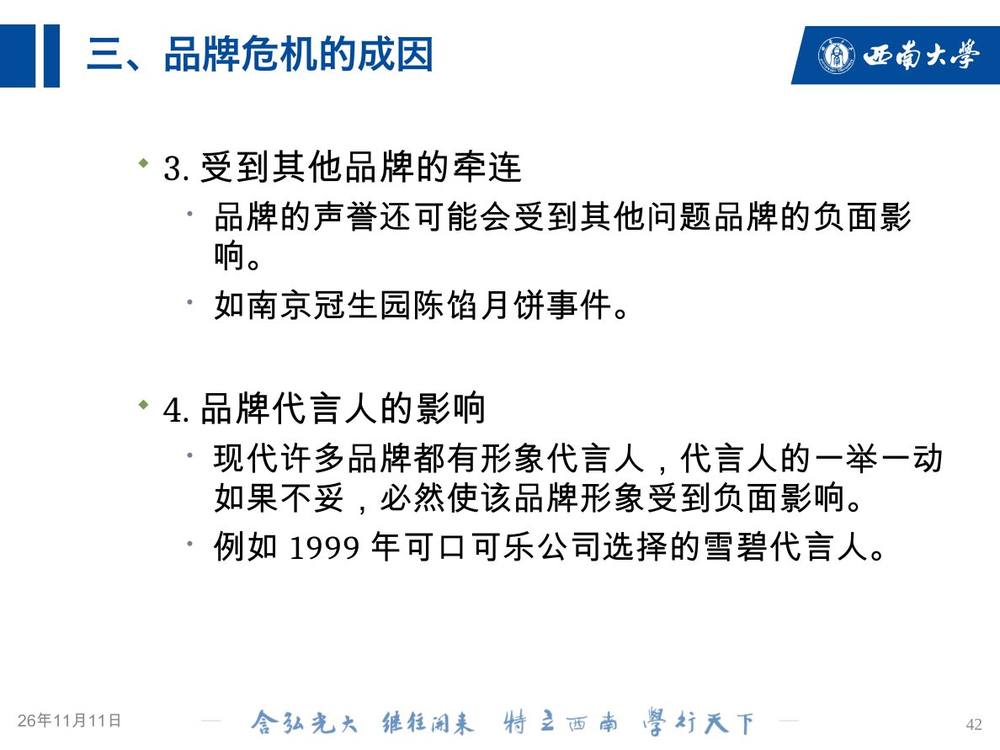 三、品牌危机的成因
西南大学
3. 受到其他品牌的牵连
品牌的声誉还可能会受到其他问题品牌的负面影
响。
如南京冠生园陈馅月饼事件。
4. 品牌代言人的影响
现代许多品牌都有形象代言人，代言人的一举一动
如果不妥，必然使该品牌形象受到负面影响。
例如 1999 年可口可乐公司选择的雪碧代言人。
26年11月11日
含弘光大 继往开来 特立西南 學行天下
42